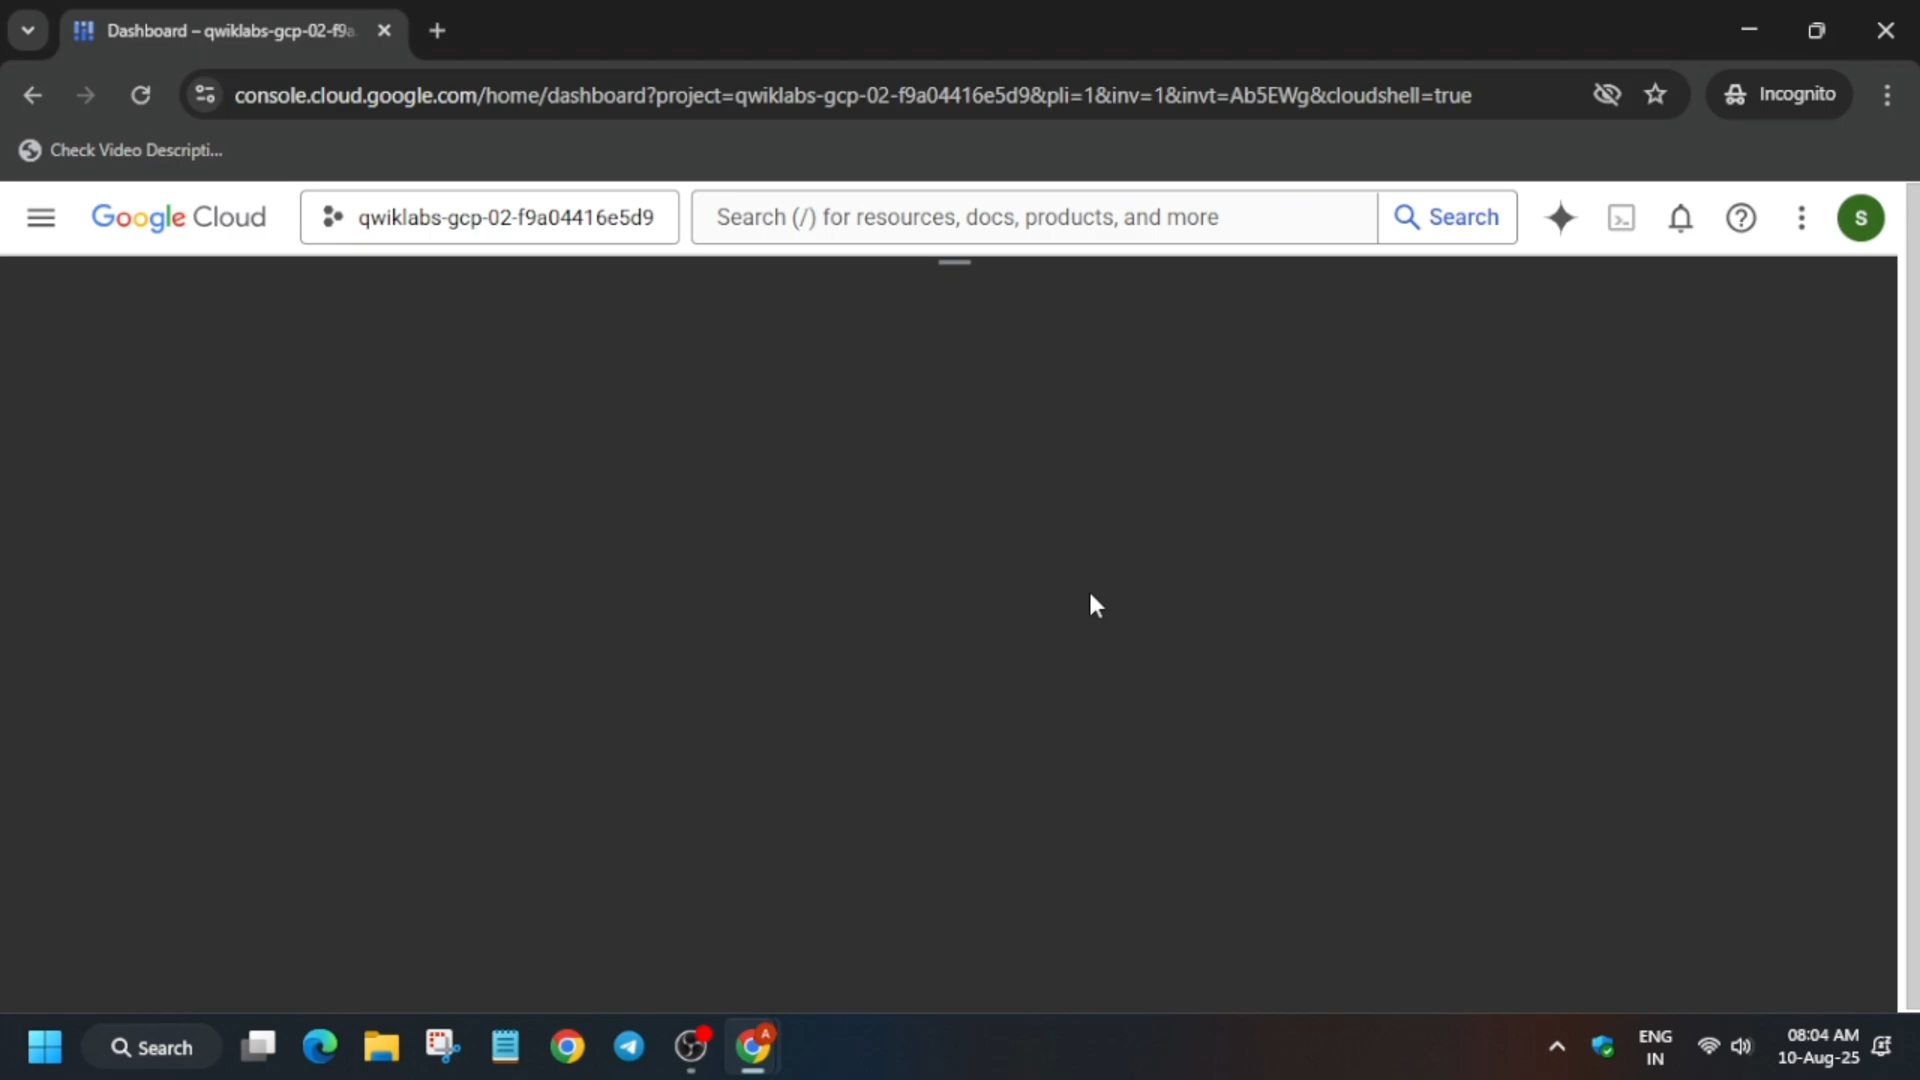 Dashboard – qwiklabs-gcp-02-f9a
console.cloud.google.com/home/dashboard?project=qwiklabs-gcp-02-f9a04416e5d9&pli=1&inv=1&invt=Ab5EWg&cloudshell=true
Incognito
Check Video Descripti...
Google Cloud
qwiklabs-gcp-02-f9a04416e5d9
Search (/) for resources, docs, products, and more
Search
S
Search
A
ENG
IN
08:04 AM
10-Aug-25